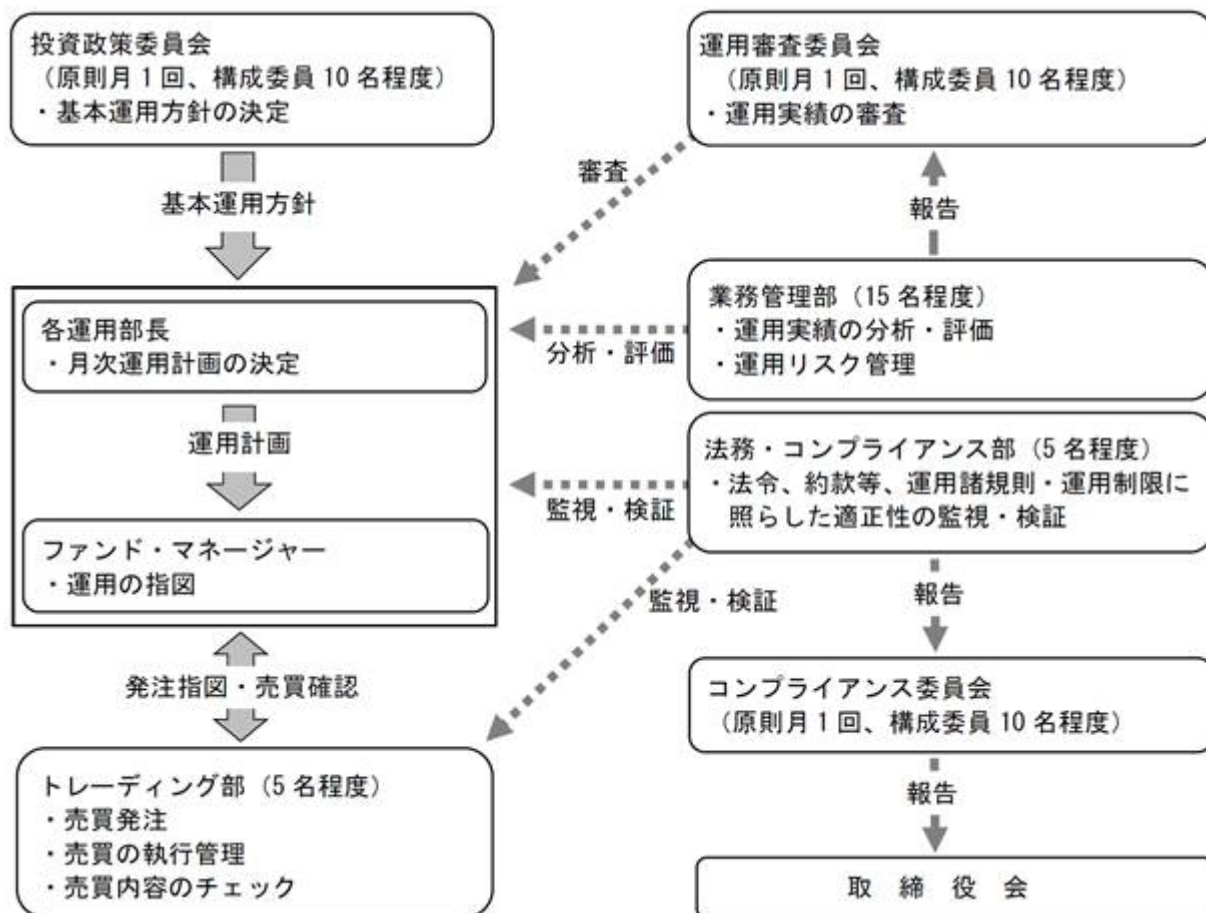 投資政策委員会
（原則月1回、構成委員10名程度）
・基本運用方針の決定
基本運用方針
各運用部長
・月次運用計画の決定
運用計画
ファンド・マネージャー
・運用の指図
発注指図・売買確認
トレーディング部（5名程度）
・売買発注
・売買の執行管理
・売買内容のチェック
運用審査委員会
（原則月1回、構成委員10名程度）
・運用実績の審査
審査
報告
業務管理部（15名程度）
・運用実績の分析・評価
・運用リスク管理
分析・評価
法務・コンプライアンス部（5名程度）
・法令、約款等、運用諸規則・運用制限に
照らした適正性の監視・検証
監視・検証
監視・検証
報告
コンプライアンス委員会
（原則月1回、構成委員10名程度）
報告
取締役会